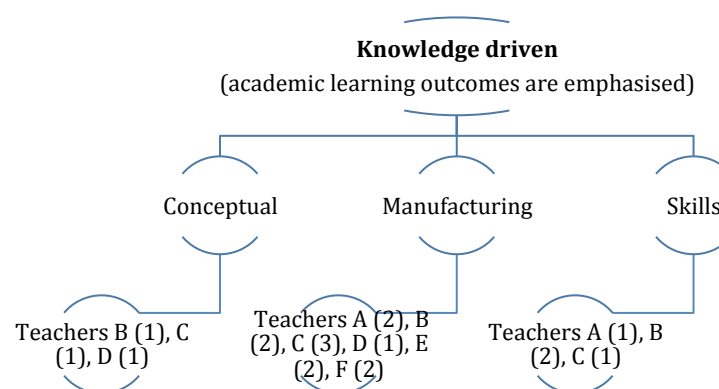 Knowledge driven
(academic learning outcomes are emphasised)
Conceptual
Manufacturing
Skills
Teachers B (1), C
(1), D (1)
Teachers A (2), B
(2), C (3), D (1), E
(2), F (2)
Teachers A (1), B
(2), C (1)